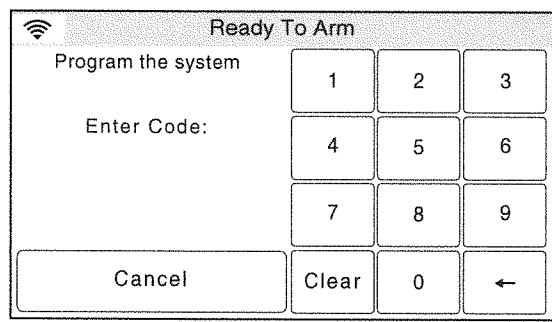 Ready To Arm
Program the system
Enter Code:
1 2 3
4 5 6
7 8 9
Cancel Clear 0 ←